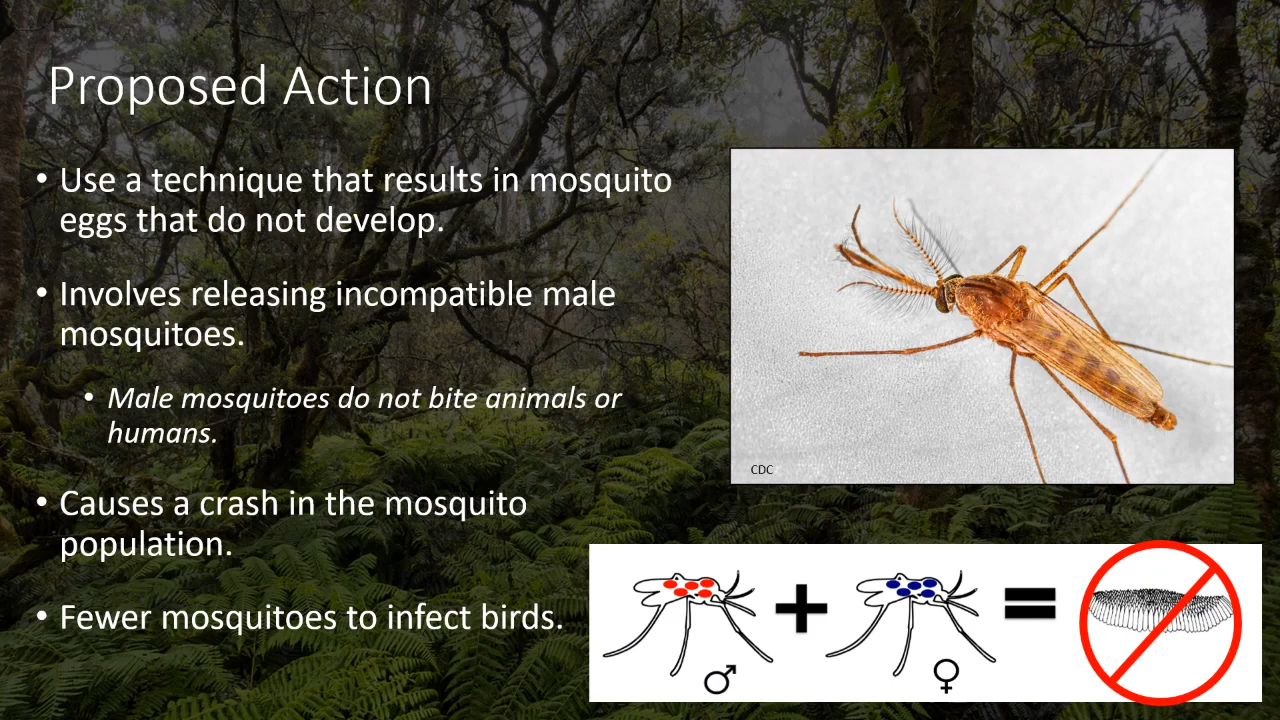 Proposed Action
• Use a technique that results in mosquito
eggs that do not develop.
• Involves releasing incompatible male
mosquitoes.
• Male mosquitoes do not bite animals or
humans.
• Causes a crash in the mosquito
population.
• Fewer mosquitoes to infect birds.
CDC
+ =
♂ ♀